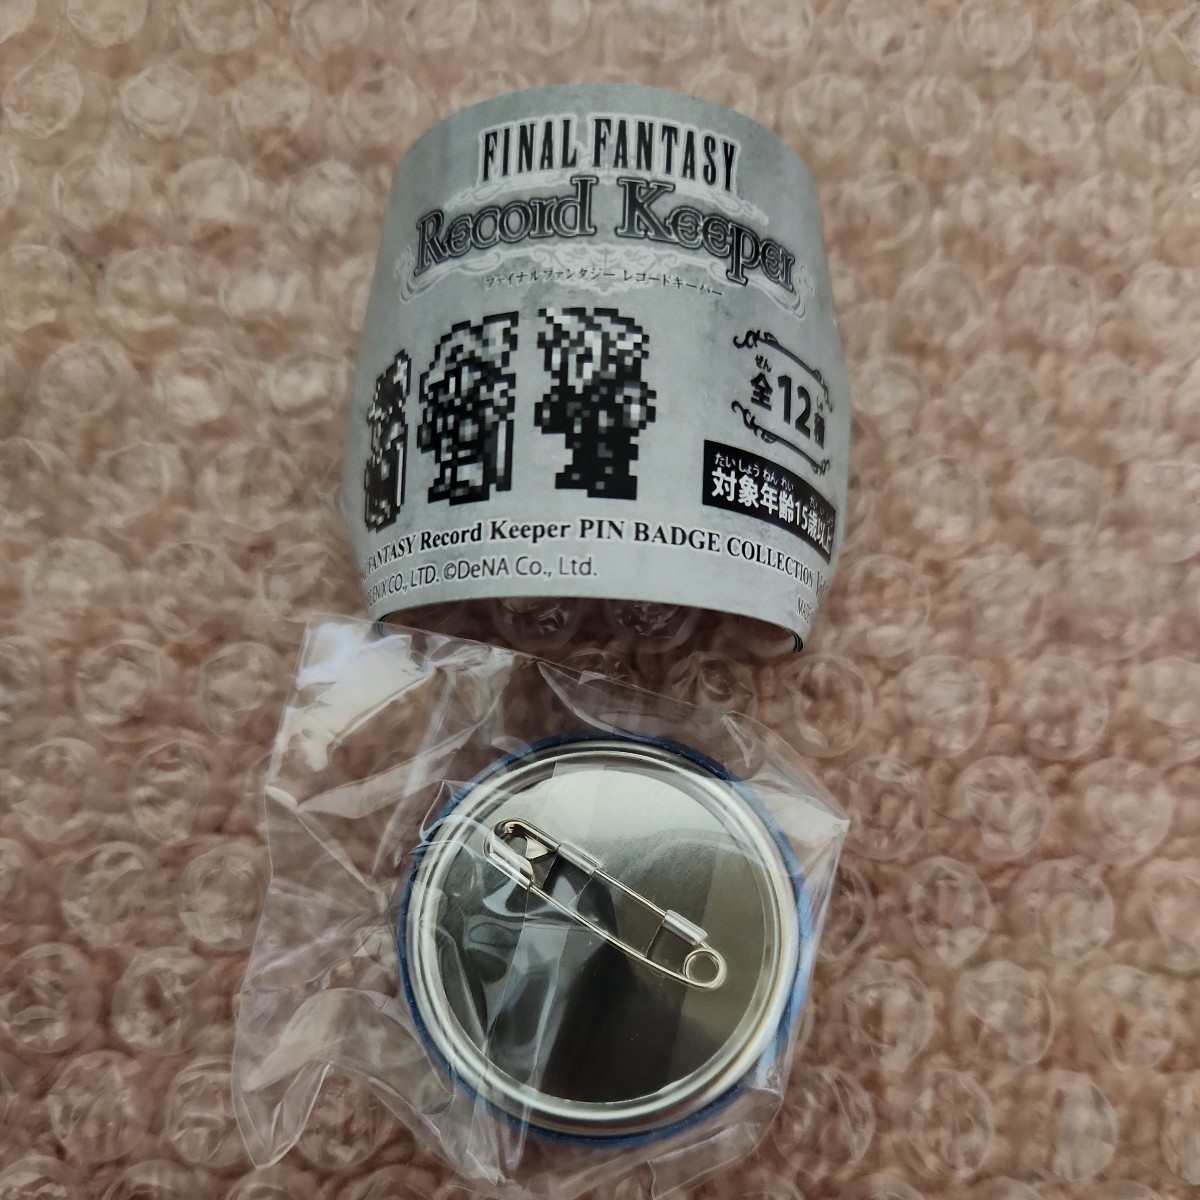 FINAL FANTASY
Record Keeper
ファイナルファンタジー レコードキーパー
ぜん しゅ
全12種
たいしょうねんれい
対象年齢15歳以上
FANTASY Record Keeper PIN BADGE COLLECTION
ENIX CO., LTD. ©DeNA Co., Ltd.